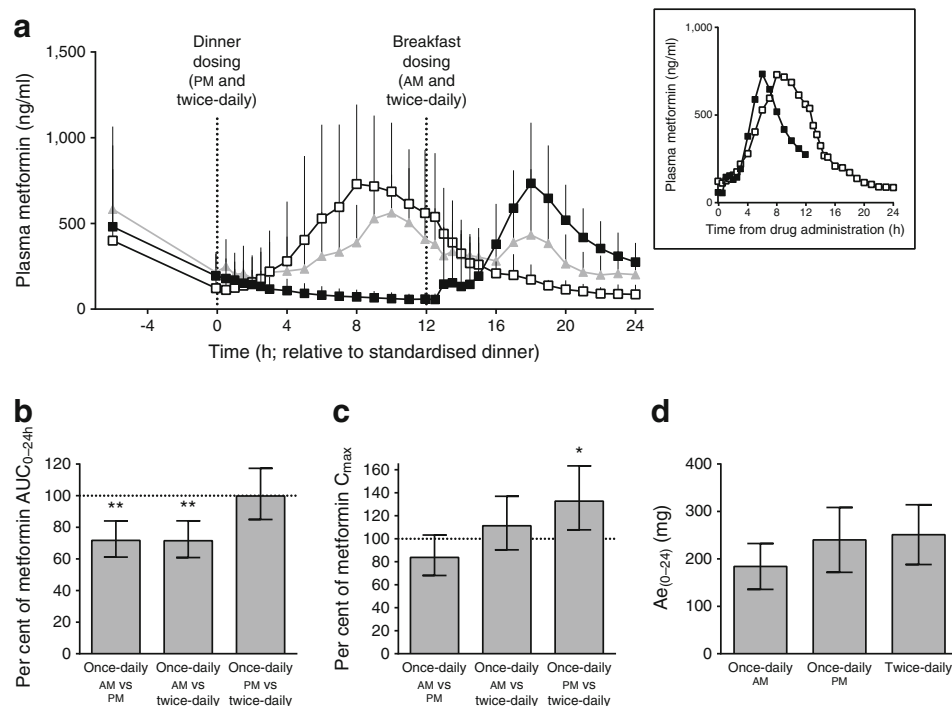 a
Plasma metformin (ng/ml)
1,500
1,000
500
0
Dinner
dosing
(PM and
twice-daily)
Breakfast
dosing
(AM and
twice-daily)
-4
0
4
8
12
16
20
24
Time (h; relative to standardised dinner)
Plasma metformin (ng/ml)
1,000
500
0
0
4
8
12
16
20
24
Time from drug administration (h)
b
Per cent of metformin AUC0–24h
120
100
80
60
40
20
0
**
**
Once-daily
AM vs
PM
Once-daily
AM vs
twice-daily
Once-daily
PM vs
twice-daily
c
Per cent of metformin Cmax
160
140
120
100
80
60
40
20
0
*
Once-daily
AM vs
PM
Once-daily
AM vs
twice-daily
Once-daily
PM vs
twice-daily
d
Ae(0–24) (mg)
400
300
200
100
0
Once-daily
AM
Once-daily
PM
Twice-daily